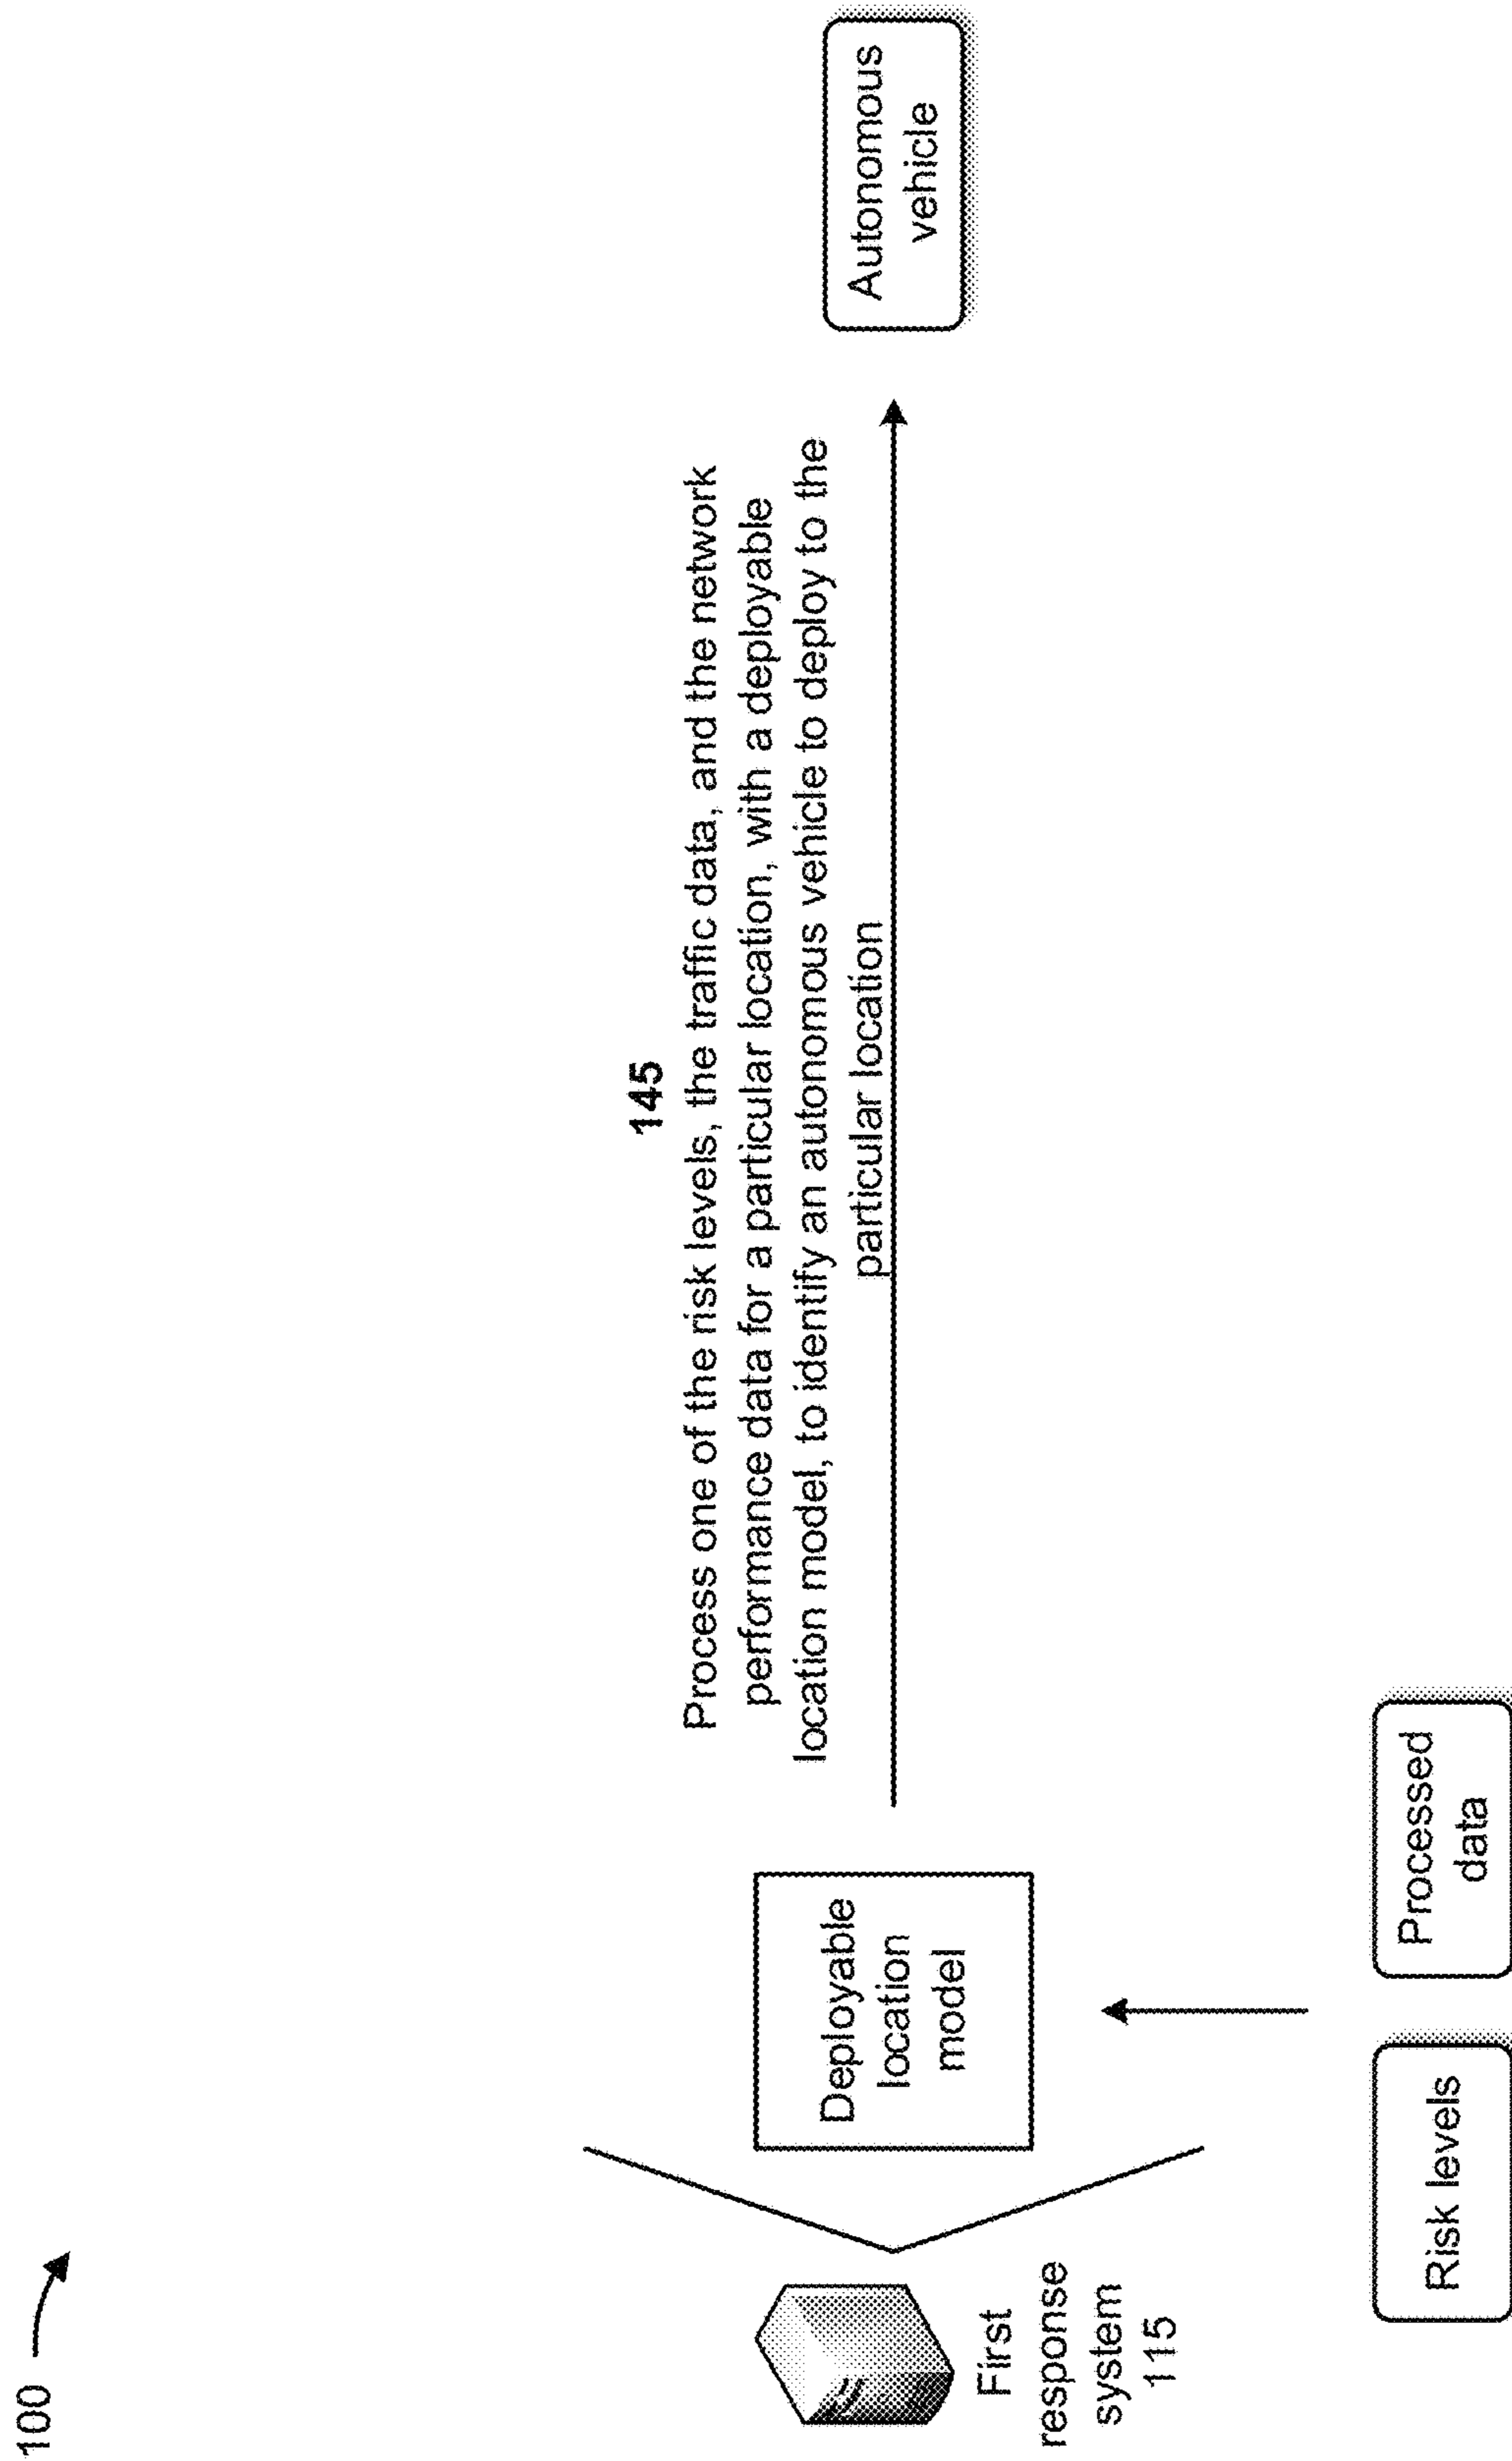 100
145
Process one of the risk levels, the traffic data, and the network
performance data for a particular location, with a deployable
location model, to identify an autonomous vehicle to deploy to the
particular location
Autonomous
vehicle
Deployable
location
model
First
response
system
115
Risk levels
Processed
data